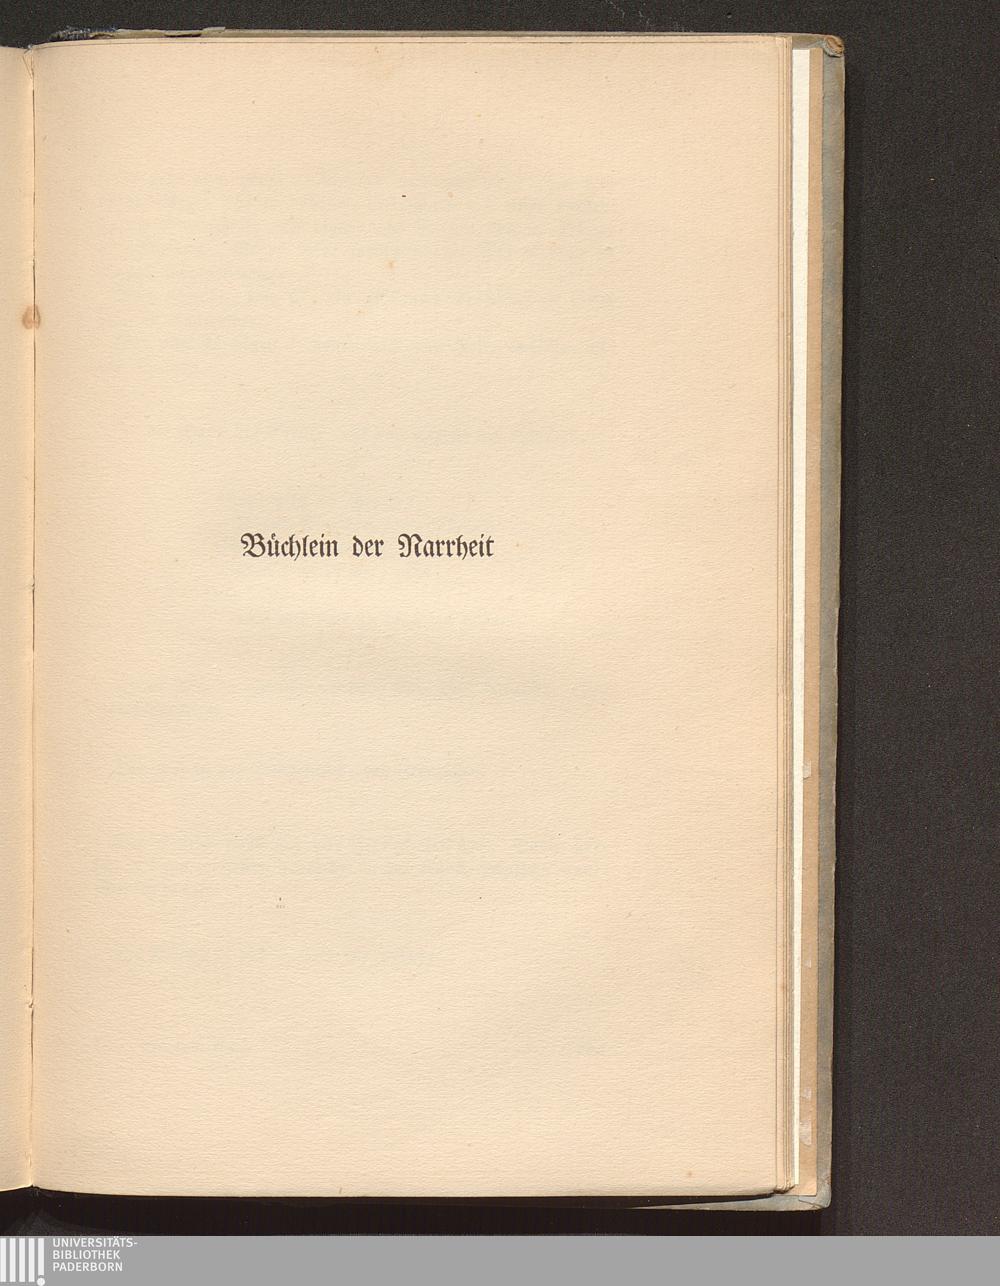 Büchlein der Narrheit
UNIVERSITÄTS-
BIBLIOTHEK
PADERBORN